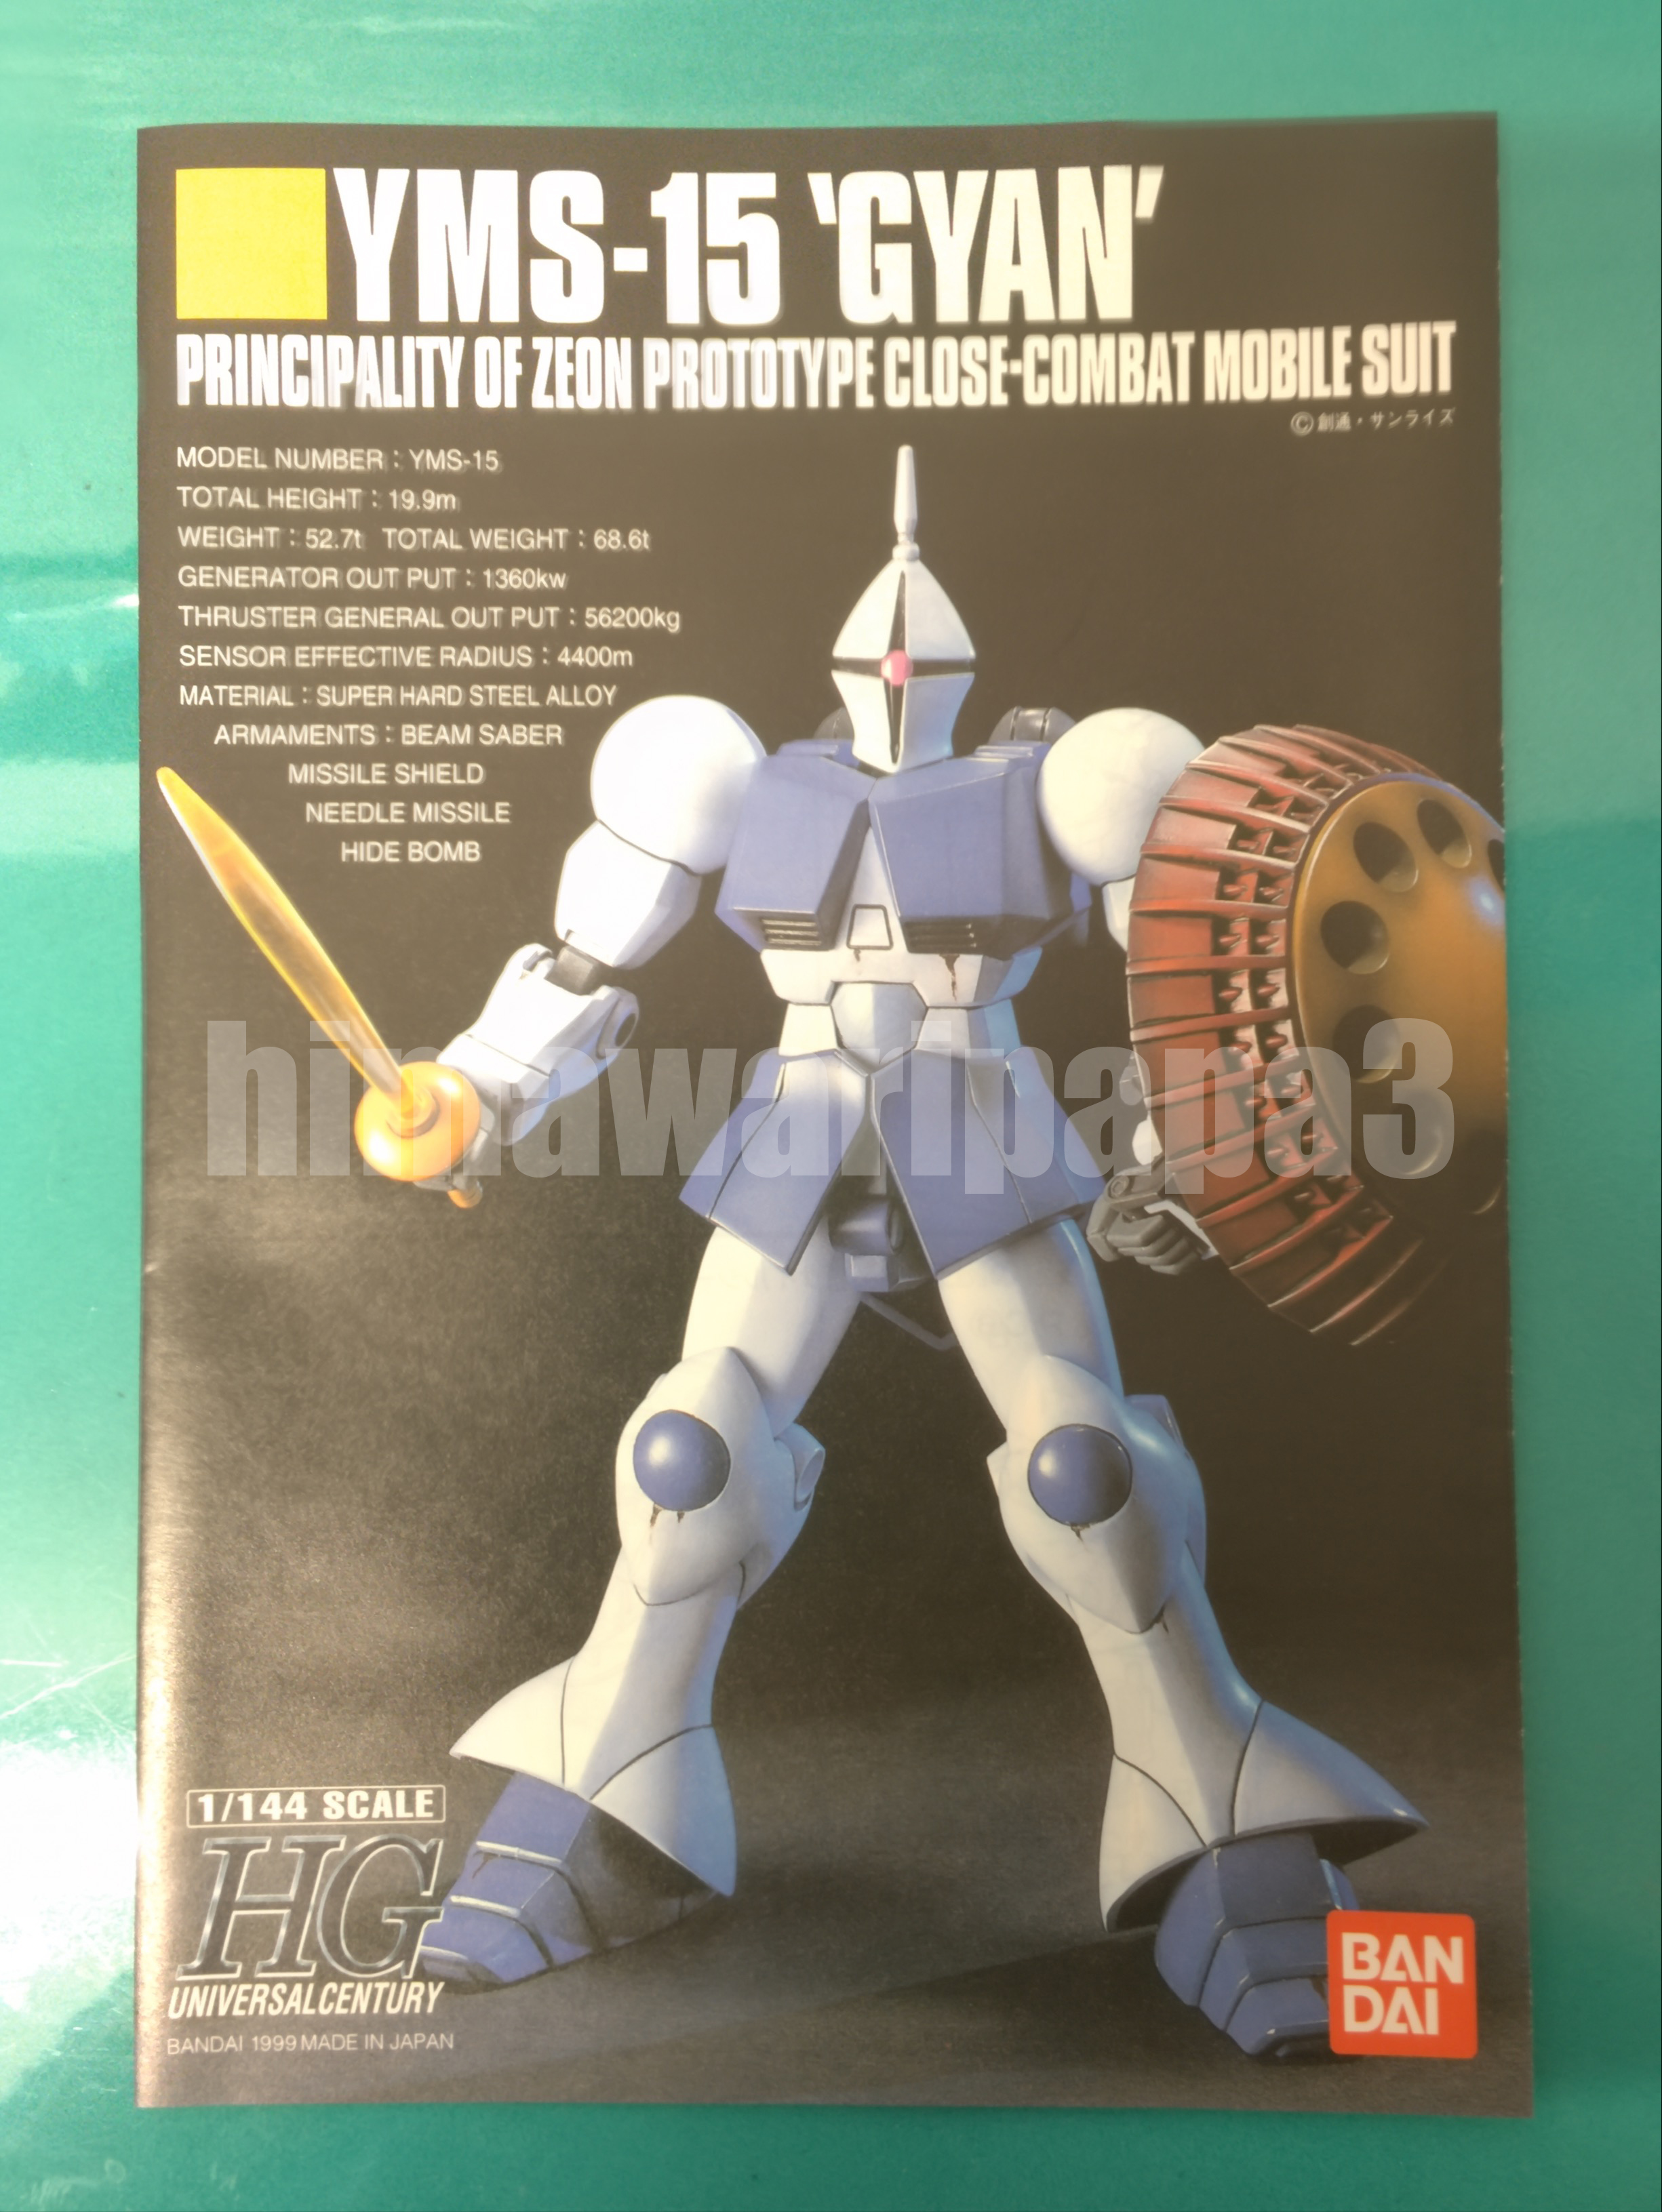 YMS-15 'GYAN'
PRINCIPALITY OF ZEON PROTOTYPE CLOSE-COMBAT MOBILE SUIT
©創通・サンライズ
MODEL NUMBER：YMS-15
TOTAL HEIGHT：19.9m
WEIGHT：52.7t TOTAL WEIGHT：68.6t
GENERATOR OUT PUT：1360kw
THRUSTER GENERAL OUT PUT：56200kg
SENSOR EFFECTIVE RADIUS：4400m
MATERIAL：SUPER HARD STEEL ALLOY
ARMAMENTS：BEAM SABER
MISSILE SHIELD
NEEDLE MISSILE
HIDE BOMB
himawaripapa3
1/144 SCALE
HG
UNIVERSAL CENTURY
BANDAI 1999 MADE IN JAPAN
BAN
DAI